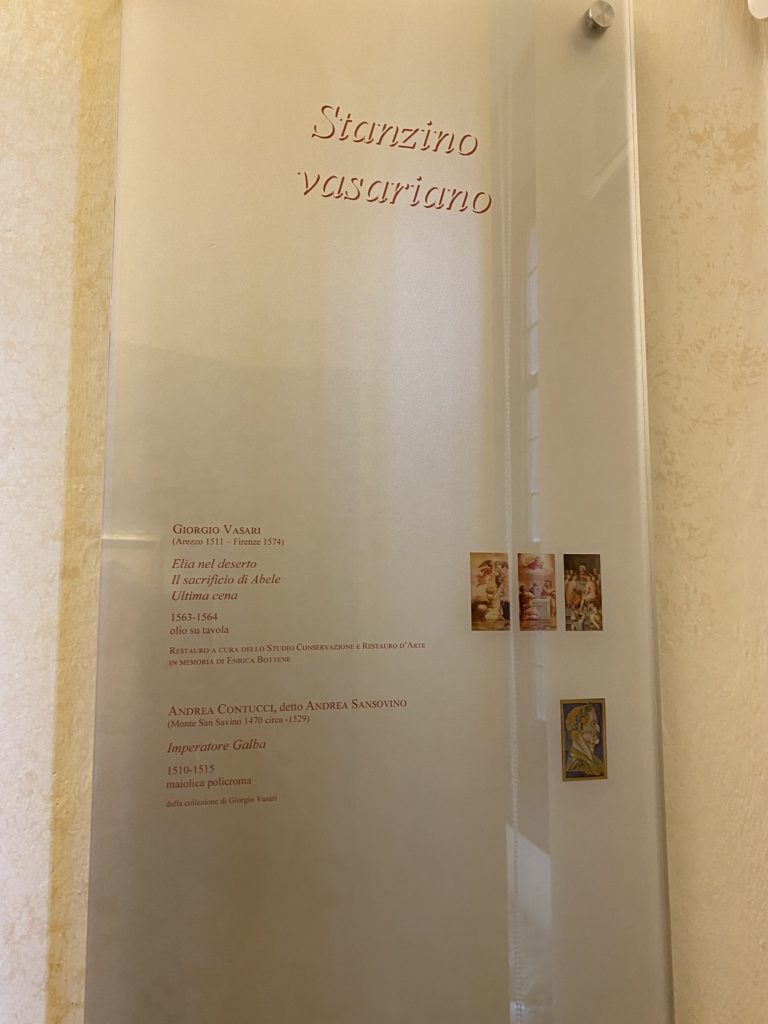 Stanzino
vasariano
GIORGIO VASARI
(Arezzo 1511 – Firenze 1574)
Elia nel deserto
Il sacrificio di Abele
Ultima cena
1563-1564
olio su tavola
RESTAURO A CURA DELLO STUDIO CONSERVAZIONE E RESTAURO D'ARTE
IN MEMORIA DI ENRICA BOTTENE
ANDREA CONTUCCI, detto ANDREA SANSOVINO
(Monte San Savino 1470 circa -1529)
Imperatore Galba
1510-1515
maiolica policroma
dalla collezione di Giorgio Vasari